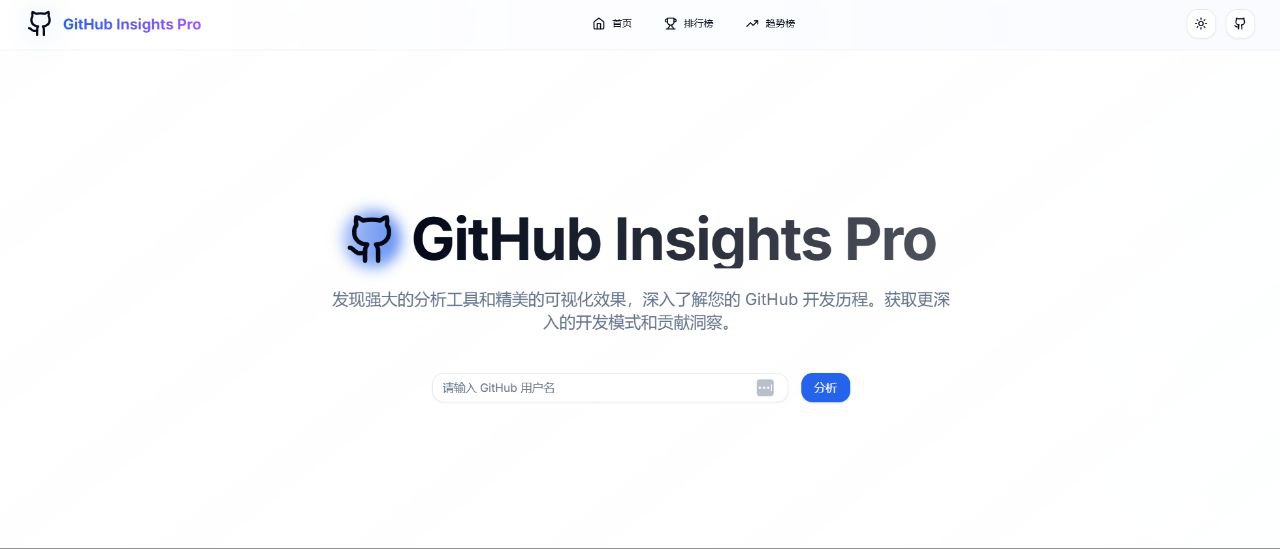 GitHub Insights Pro
首页
排行榜
趋势榜
GitHub Insights Pro
发现强大的分析工具和精美的可视化效果，深入了解您的 GitHub 开发历程。获取更深
入的开发模式和贡献洞察。
请输入 GitHub 用户名
分析